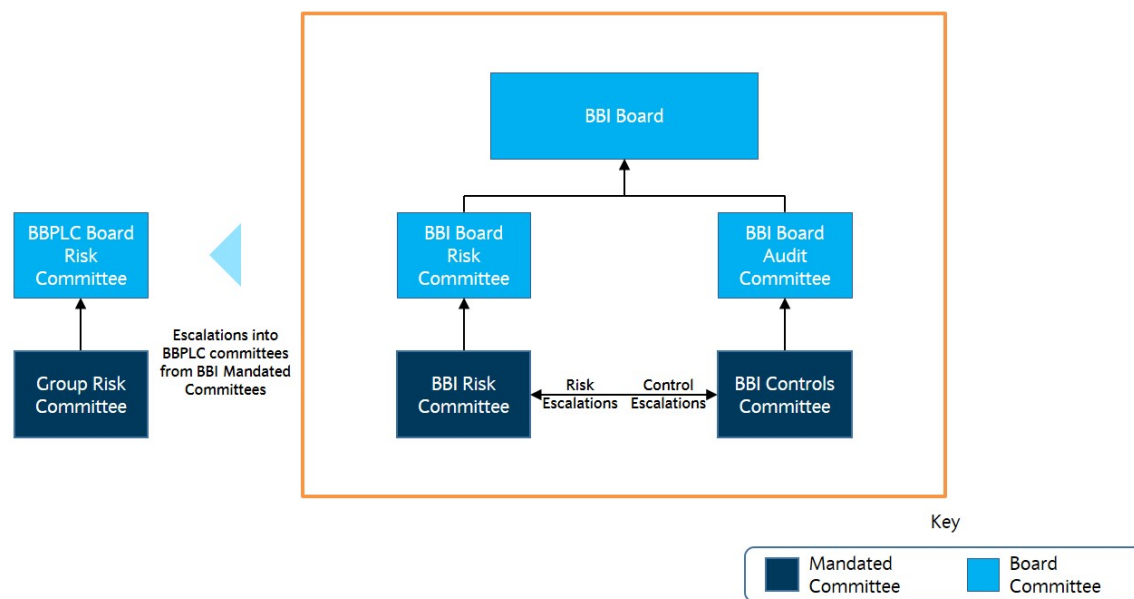 BBI Board
BBPLC Board
Risk
Committee
BBI Board
Risk
Committee
BBI Board
Audit
Committee
Escalations into
BBPLC committees
from BBI Mandated
Committees
Group Risk
Committee
BBI Risk
Committee
Risk
Escalations
Control
Escalations
BBI Controls
Committee
Key
Mandated
Committee
Board
Committee